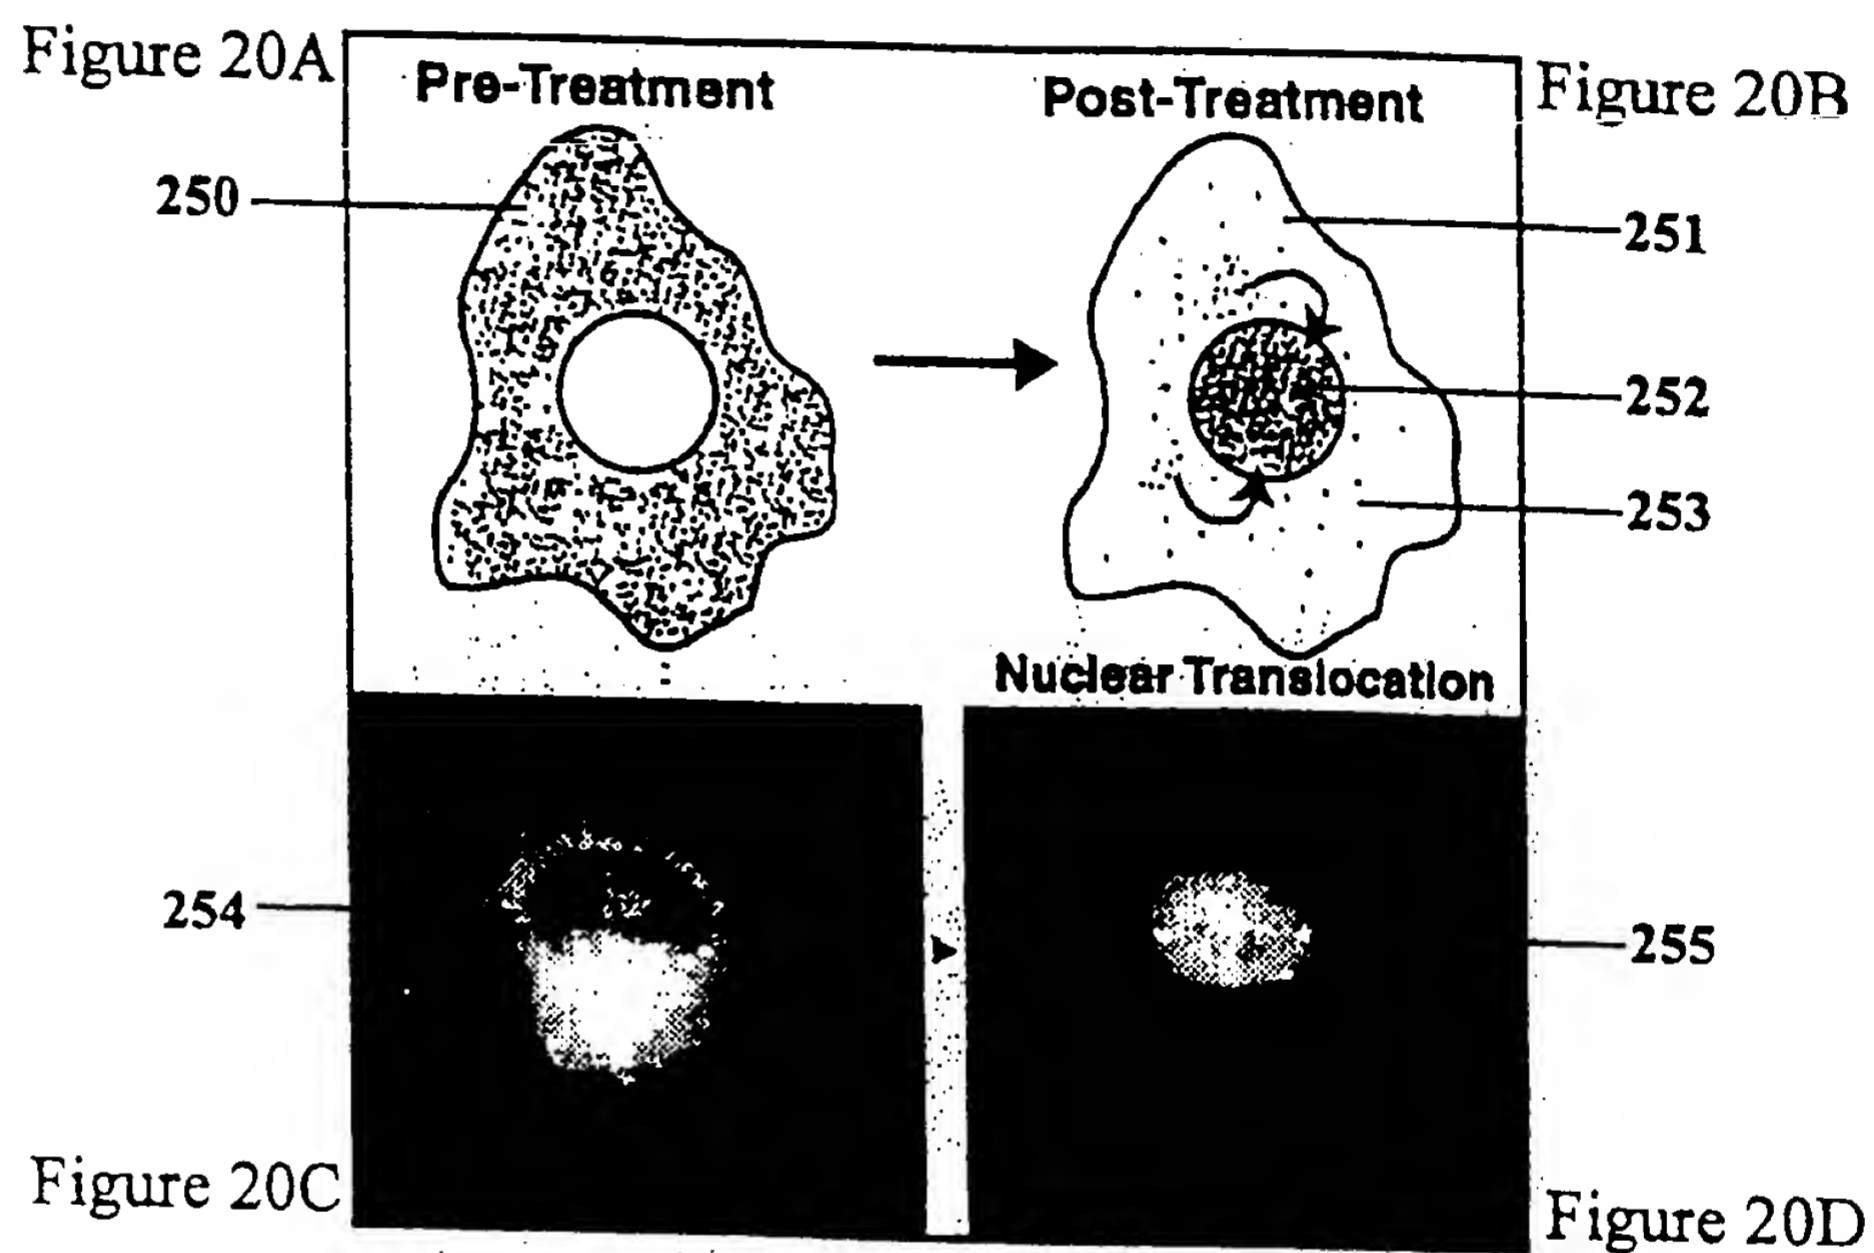 Figure 20A
Pre-Treatment
Post-Treatment
Figure 20B
250
251
252
253
Nuclear Translocation
254
255
Figure 20C
Figure 20D